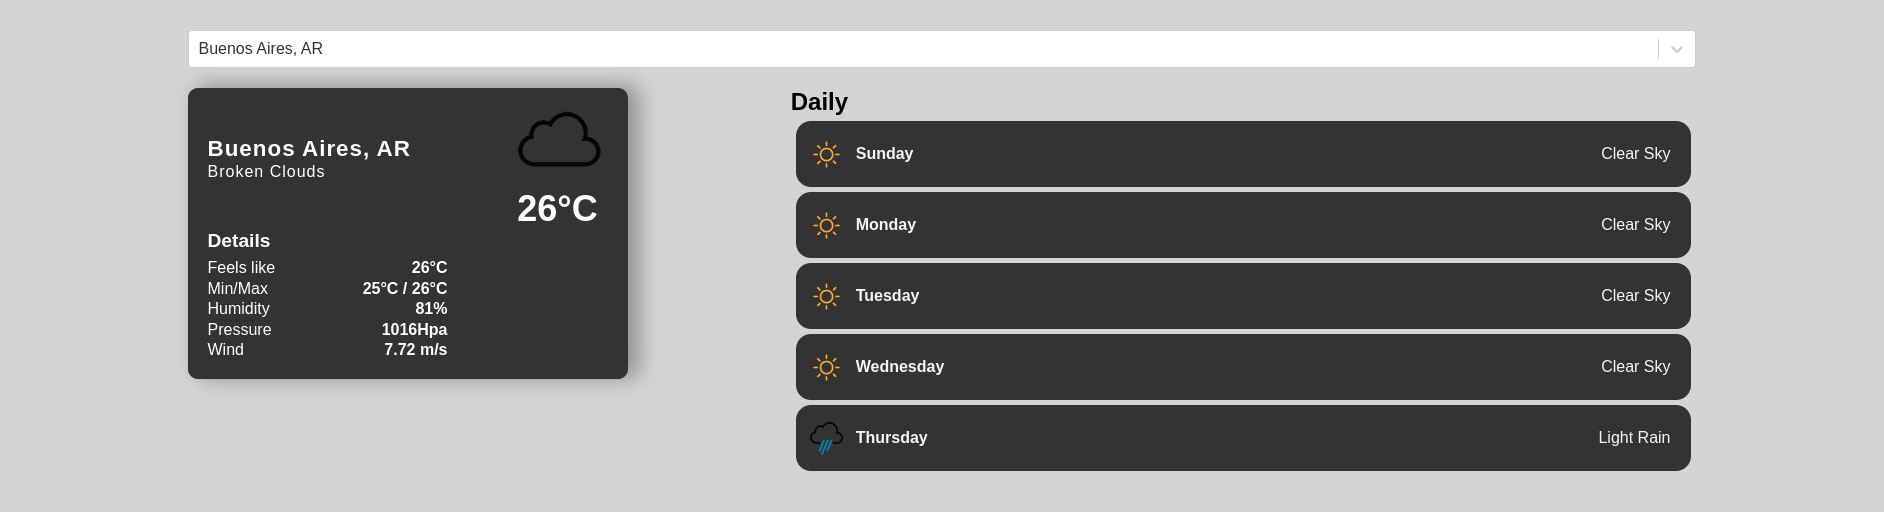 Buenos Aires, AR
Buenos Aires, AR
Broken Clouds
26°C
Details
Feels like 26°C
Min/Max 25°C / 26°C
Humidity 81%
Pressure 1016Hpa
Wind 7.72 m/s
Daily
Sunday Clear Sky
Monday Clear Sky
Tuesday Clear Sky
Wednesday Clear Sky
Thursday Light Rain